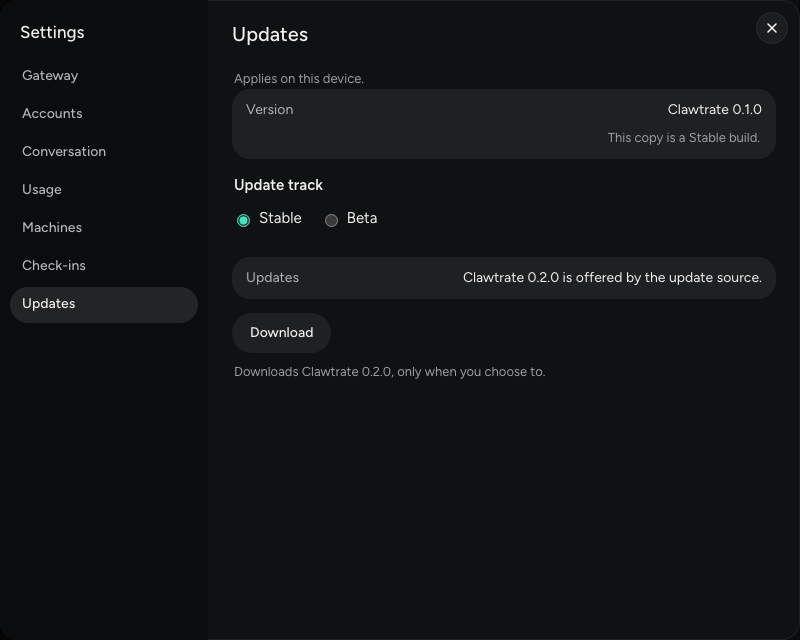 Settings
Gateway
Accounts
Conversation
Usage
Machines
Check-ins
Updates
Updates
Applies on this device.
Version
Clawtrate 0.1.0
This copy is a Stable build.
Update track
Stable
Beta
Updates
Clawtrate 0.2.0 is offered by the update source.
Download
Downloads Clawtrate 0.2.0, only when you choose to.